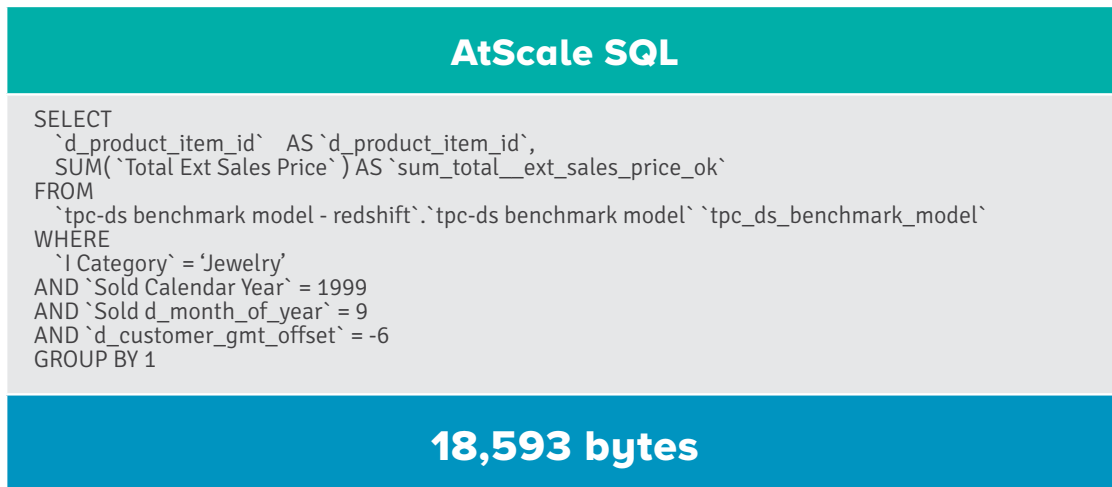 AtScale SQL
SELECT
`d_product_item_id` AS `d_product_item_id`,
SUM( `Total Ext Sales Price` ) AS `sum_total__ext_sales_price_ok`
FROM
`tpc-ds benchmark model - redshift`.`tpc-ds benchmark model` `tpc_ds_benchmark_model`
WHERE
`I Category` = ‘Jewelry’
AND `Sold Calendar Year` = 1999
AND `Sold d_month_of_year` = 9
AND `d_customer_gmt_offset` = -6
GROUP BY 1
18,593 bytes